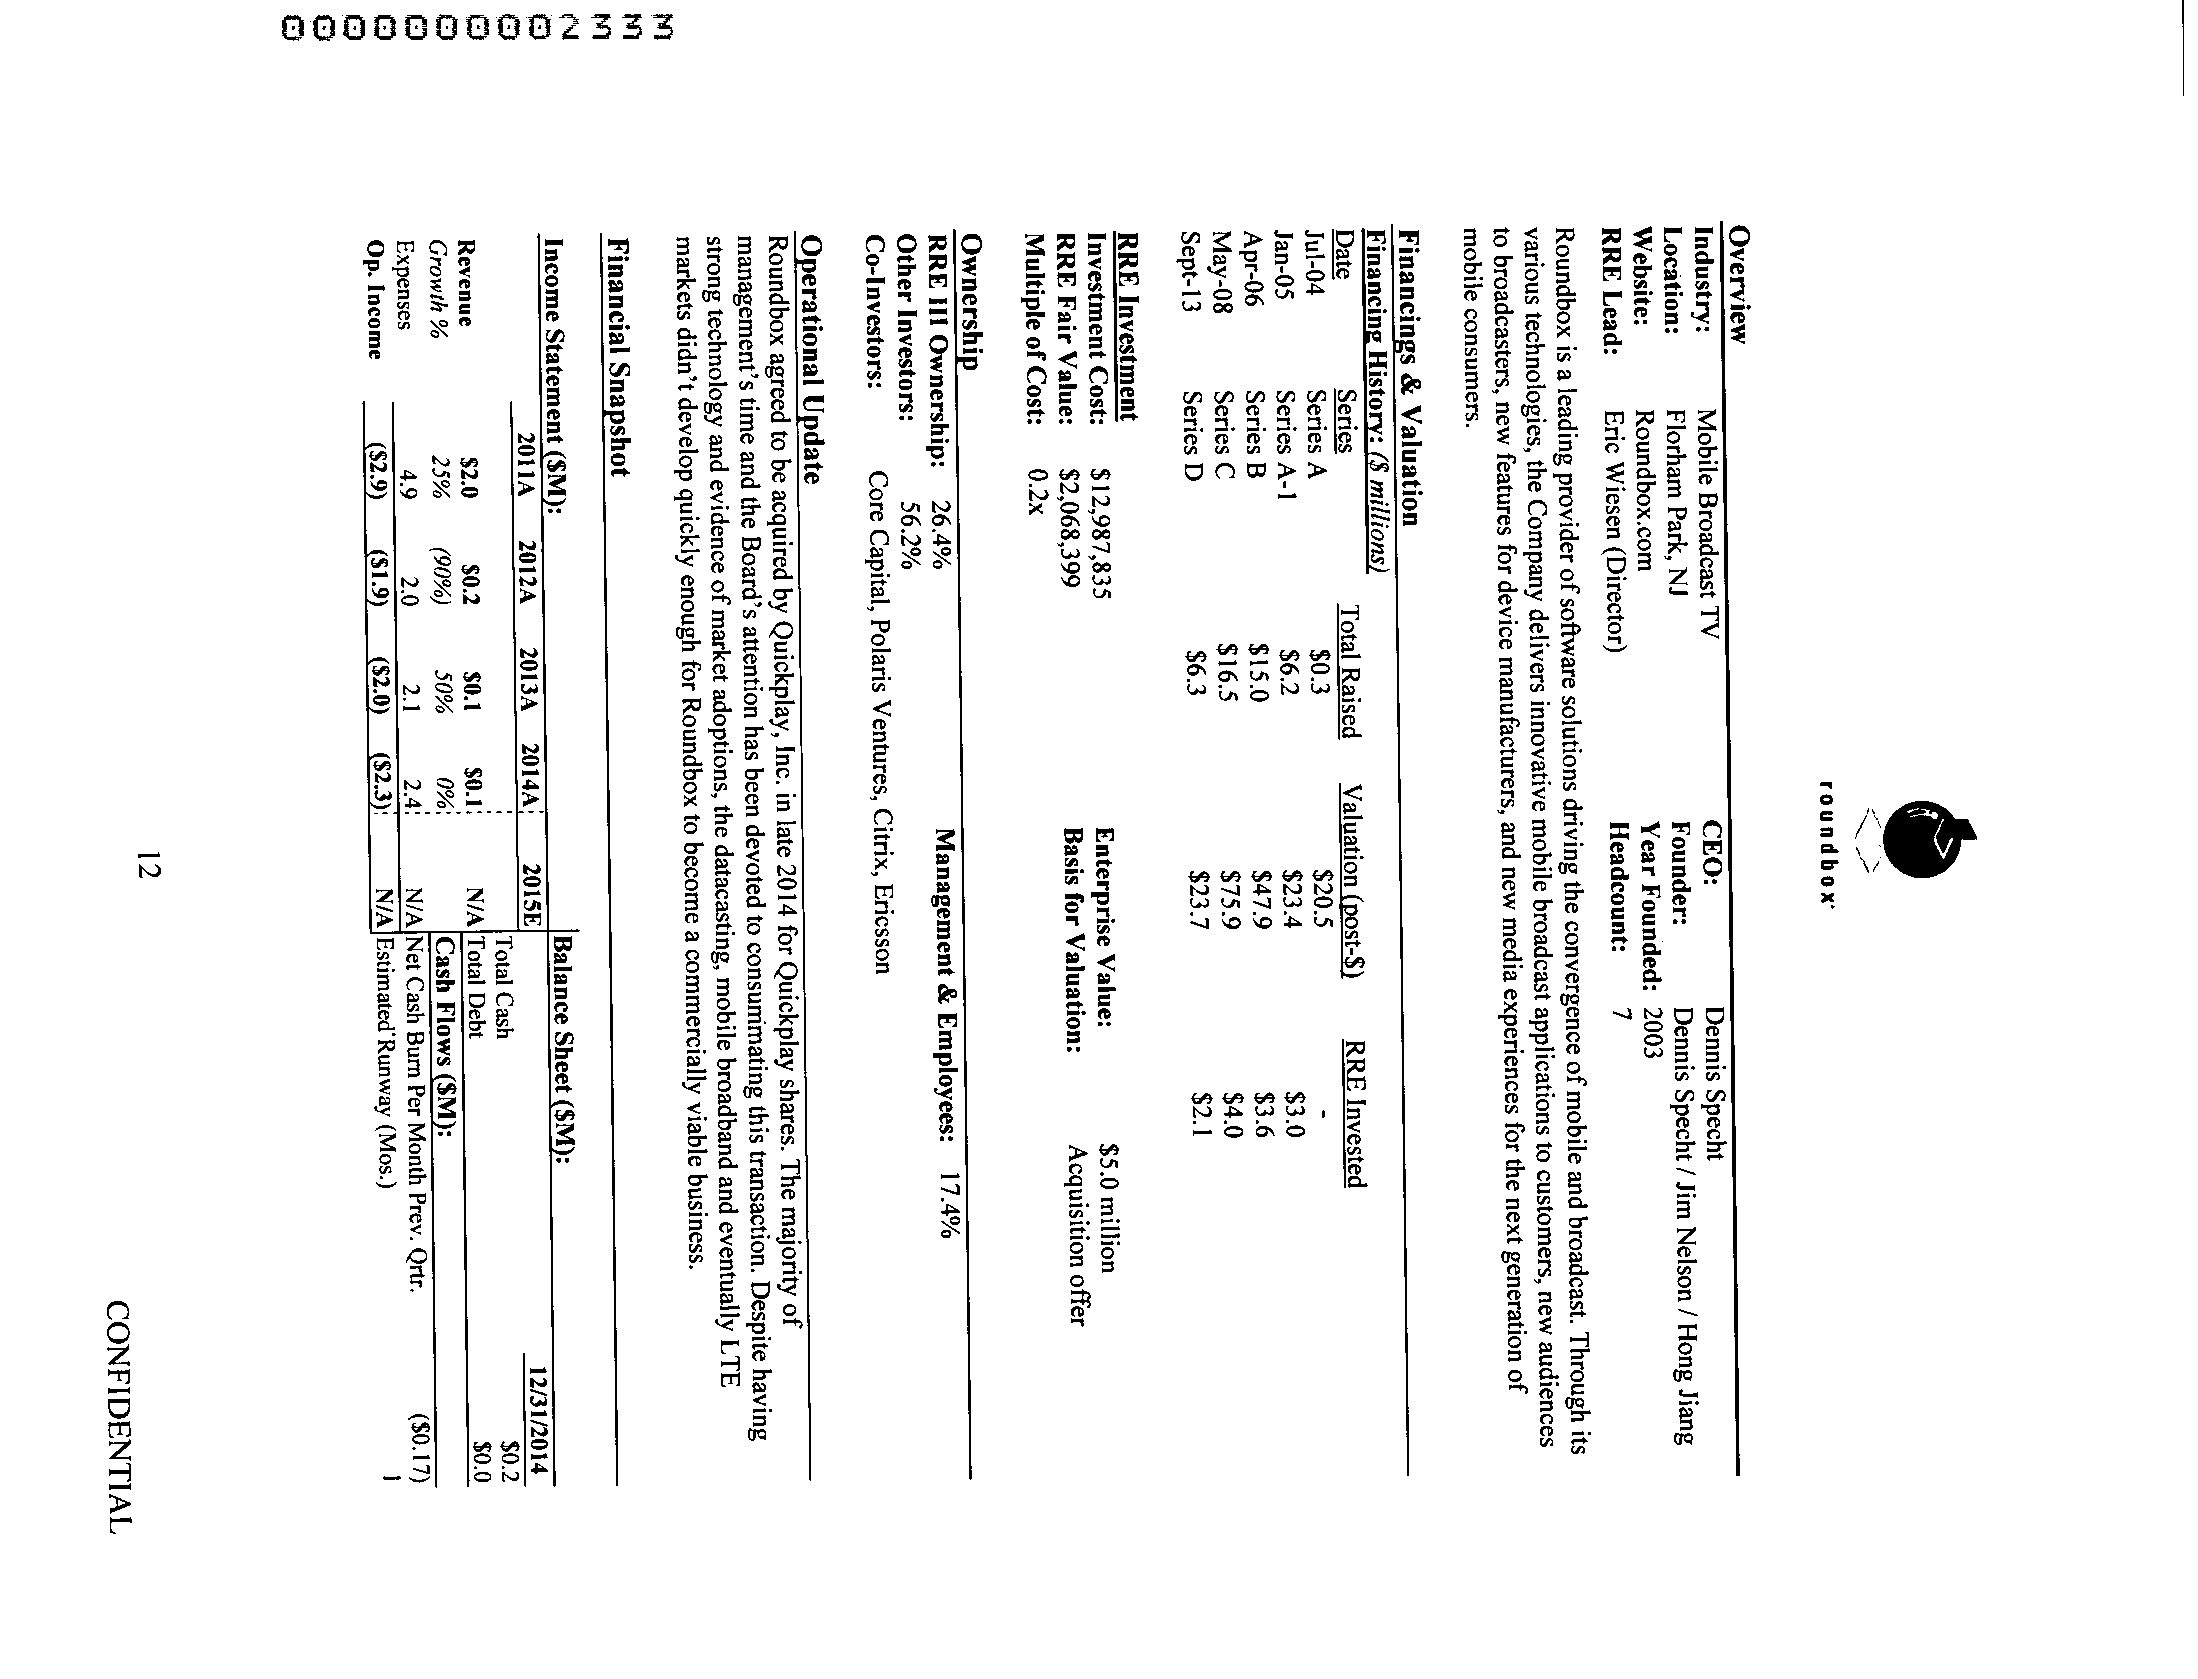 roundbox
Overview
Industry: Mobile Broadcast TV CEO: Dennis Specht
Location: Florham Park, NJ Founder: Dennis Specht / Jim Nelson / Hong Jiang
Website: Roundbox.com Year Founded: 2003
RRE Lead: Eric Wiesen (Director) Headcount: 7
Roundbox is a leading provider of software solutions driving the convergence of mobile and broadcast. Through its
various technologies, the Company delivers innovative mobile broadcast applications to customers, new audiences
to broadcasters, new features for device manufacturers, and new media experiences for the next generation of
mobile consumers.
Financings & Valuation
Financing History: ($ millions)
Date Series Total Raised Valuation (post-$) RRE Invested
Jul-04 Series A $0.3 $20.5 -
Jan-05 Series A-1 $6.2 $23.4 $3.0
Apr-06 Series B $15.0 $47.9 $3.6
May-08 Series C $16.5 $75.9 $4.0
Sept-13 Series D $6.3 $23.7 $2.1
RRE Investment
Investment Cost: $12,987,835 Enterprise Value: $5.0 million
RRE Fair Value: $2,068,399 Basis for Valuation: Acquisition offer
Multiple of Cost: 0.2x
Ownership
RRE III Ownership: 26.4% Management & Employees: 17.4%
Other Investors: 56.2%
Co-Investors: Core Capital, Polaris Ventures, Citrix, Ericsson
Operational Update
Roundbox agreed to be acquired by Quickplay, Inc. in late 2014 for Quickplay shares. The majority of
management's time and the Board's attention has been devoted to consummating this transaction. Despite having
strong technology and evidence of market adoptions, the datacasting, mobile broadband and eventually LTE
markets didn't develop quickly enough for Roundbox to become a commercially viable business.
Financial Snapshot
Income Statement ($M): Balance Sheet ($M):
2011A 2012A 2013A 2014A 2015E 12/31/2014
Total Cash $0.2
Revenue $2.0 $0.2 $0.1 $0.1 N/A Total Debt $0.0
Growth % 25% (90%) 50% 0% Cash Flows ($M):
Expenses 4.9 2.0 2.1 2.4 N/A Net Cash Burn Per Month Prev. Qrtr. ($0.17)
Op. Income ($2.9) ($1.9) ($2.0) ($2.3) N/A Estimated Runway (Mos.) 1
12
CONFIDENTIAL
0000000002333